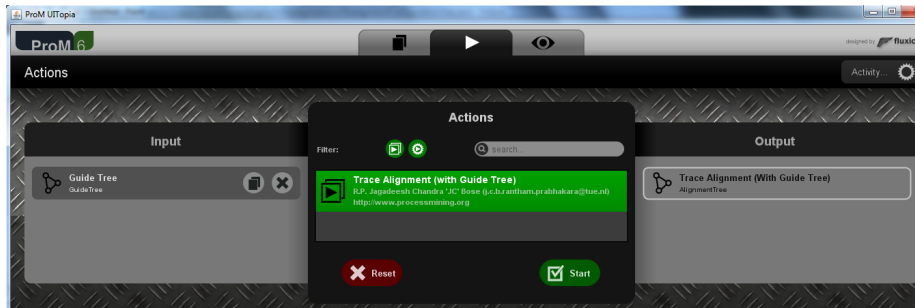 ProM UITopia
ProM 6
designed by fluxic
Actions
Activity...
Input
Actions
Output
Filter:
search...
Guide Tree
GuideTree
Trace Alignment (with Guide Tree)
R.P. Jagadeesh Chandra 'JC' Bose (j.c.b.rantham.prabhakara@tue.nl)
http://www.processmining.org
Trace Alignment (With Guide Tree)
AlignmentTree
Reset
Start